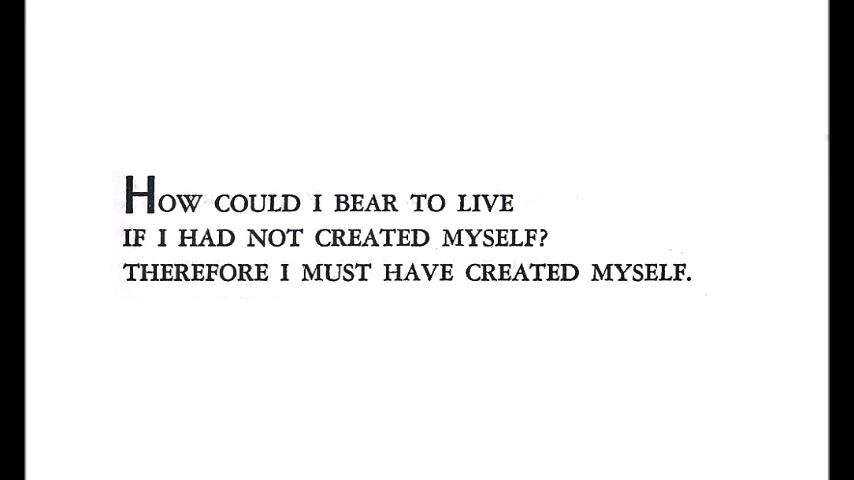 HOW COULD I BEAR TO LIVE
IF I HAD NOT CREATED MYSELF?
THEREFORE I MUST HAVE CREATED MYSELF.